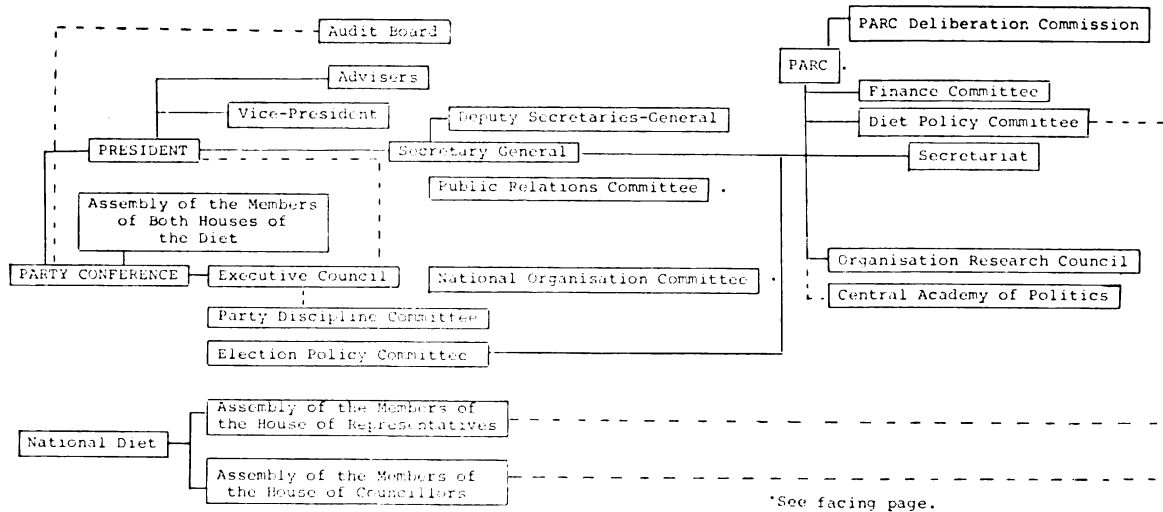 Audit Board
PARC Deliberation Commission
PARC
Advisers
Finance Committee
Vice-President
Deputy Secretaries-General
Diet Policy Committee
PRESIDENT
Secretary General
Secretariat
Public Relations Committee
Assembly of the Members
of Both Houses of
the Diet
PARTY CONFERENCE
Executive Council
National Organisation Committee
Organisation Research Council
Central Academy of Politics
Party Discipline Committee
Election Policy Committee
Assembly of the Members of
the House of Representatives
National Diet
Assembly of the Members of
the House of Councillors
*See facing page.